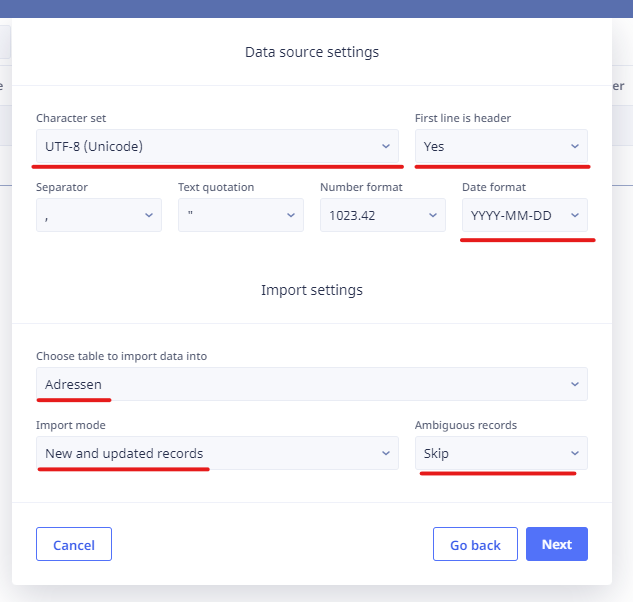 Data source settings
Character set
First line is header
UTF-8 (Unicode)
Yes
Separator
Text quotation
Number format
Date format
,
"
1023.42
YYYY-MM-DD
Import settings
Choose table to import data into
Adressen
Import mode
Ambiguous records
New and updated records
Skip
Cancel
Go back
Next